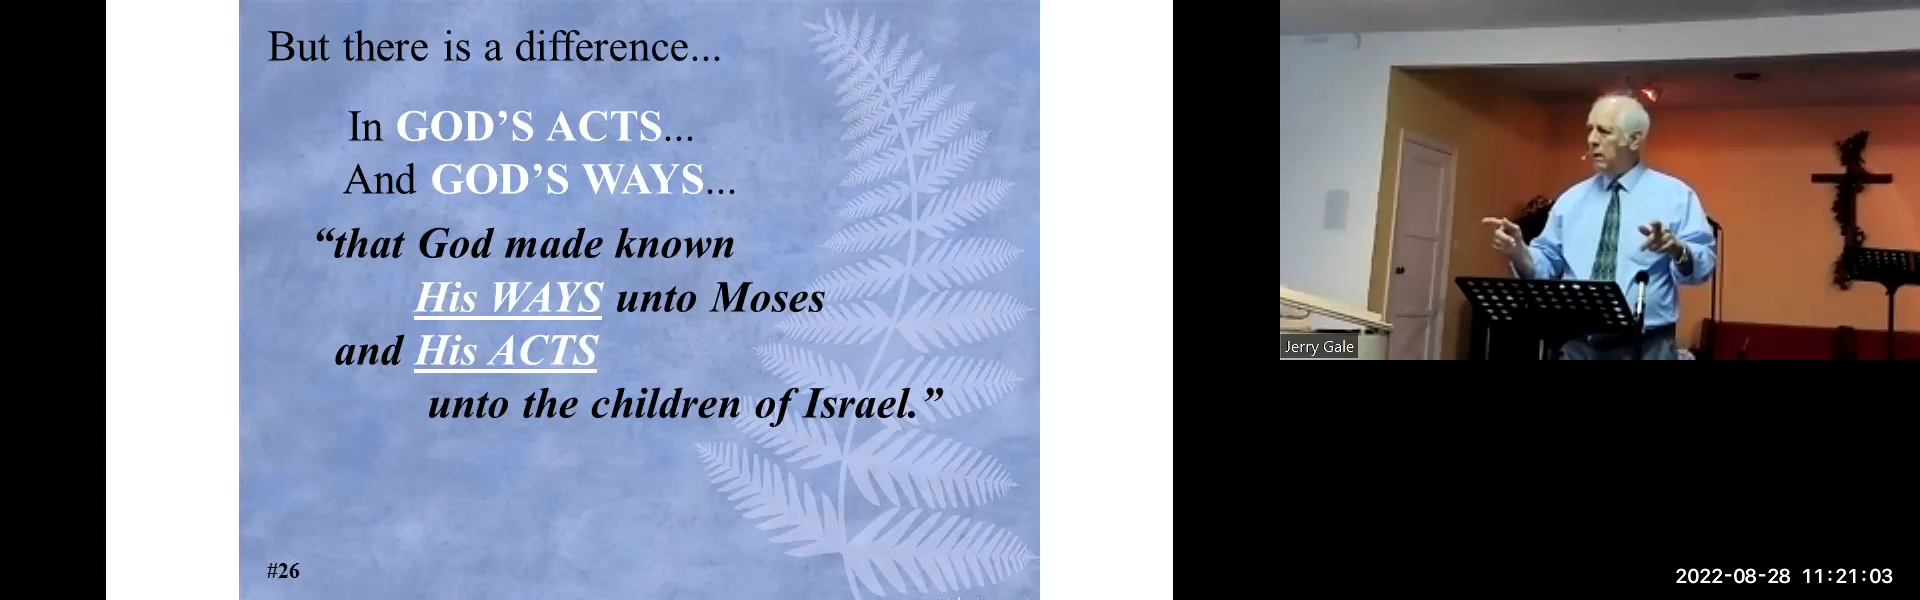 But there is a difference...
In GOD’S ACTS...
And GOD’S WAYS...
“that God made known
His WAYS unto Moses
and His ACTS
unto the children of Israel.”
#26
Jerry Gale
2022-08-28 11:21:03